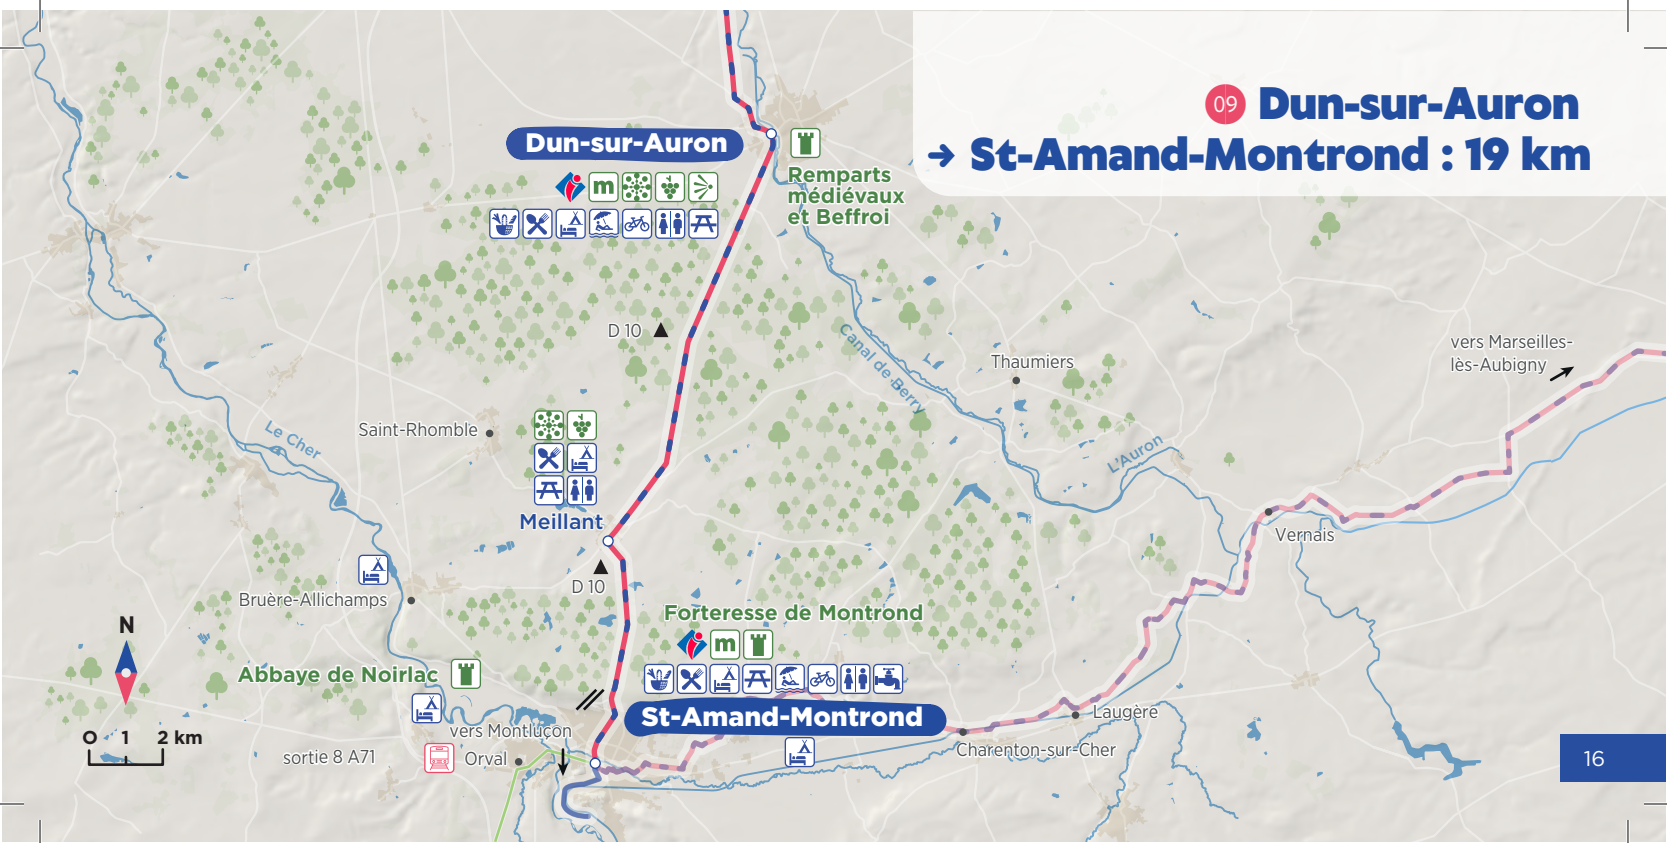 09 Dun-sur-Auron
→ St-Amand-Montrond : 19 km
Dun-sur-Auron
m
Remparts
médiévaux
et Beffroi
D 10
Canal de Berry
Thaumiers
vers Marseilles-
lès-Aubigny
Saint-Rhomble
Le Cher
L'Auron
Meillant
Vernais
D 10
Bruère-Allichamps
Forteresse de Montrond
m
N
Abbaye de Noirlac
St-Amand-Montrond
Laugère
vers Montluçon
O 1 2 km
sortie 8 A71
Orval
Charenton-sur-Cher
16